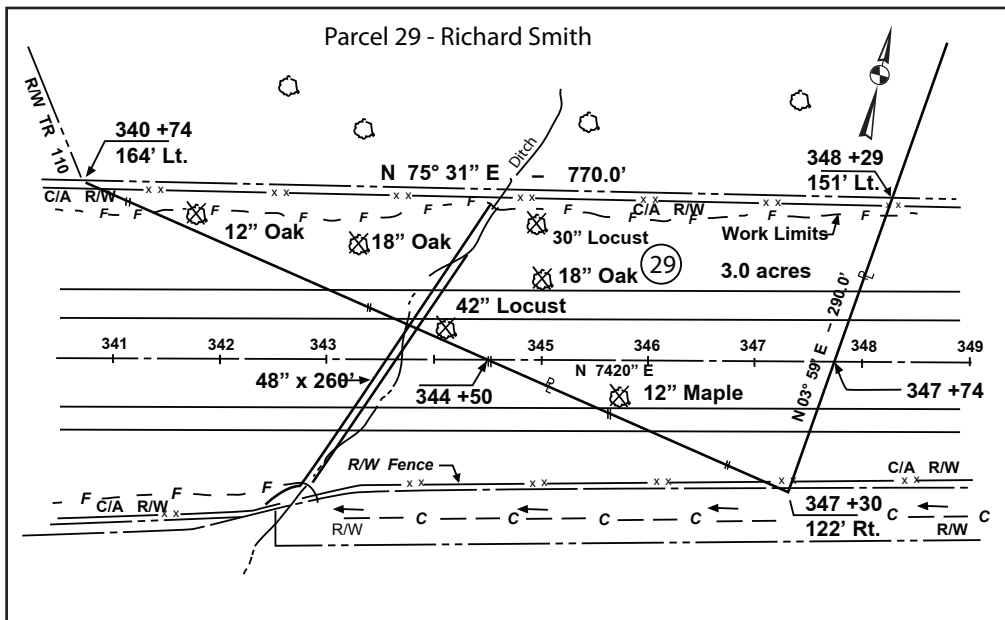 Parcel 29 - Richard Smith
R/W TR 110
340 +74
164’ Lt.
Ditch
N 75° 31” E – 770.0’
348 +29
151’ Lt.
C/A R/W
x x
x x
x x
x x
x x
x x
x x
C/A R/W
F F F F F F F F F F F
12” Oak
18” Oak
30” Locust
Work Limits
29
18” Oak
3.0 acres
PL
42” Locust
N 03° 59’ E – 290.0’
341 342 343 345 346 347 348 349
48” x 260’
344 +50
N 7420” E
PL
12” Maple
347 +74
R/W Fence
C/A R/W
x x
x x
x x
x x
x x
F F F
C/A R/W
x x
347 +30
122’ Rt.
C C C C C C
R/W
R/W